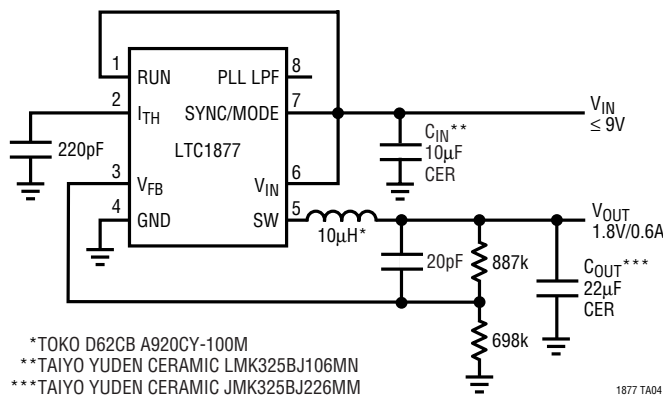 1
RUN
PLL LPF
8
2
ITH
SYNC/MODE
7
220pF
LTC1877
3
VFB
VIN
6
4
GND
SW
5
VIN
≤ 9V
CIN**
10µF
CER
10µH*
VOUT
1.8V/0.6A
20pF
887k
COUT***
22µF
CER
698k
*TOKO D62CB A920CY-100M
**TAIYO YUDEN CERAMIC LMK325BJ106MN
***TAIYO YUDEN CERAMIC JMK325BJ226MM
1877 TA04